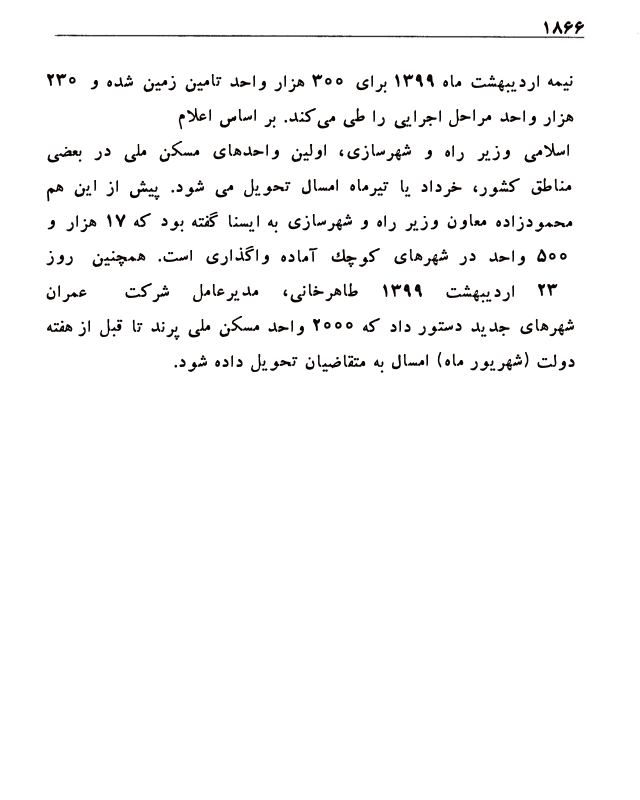 ۱۸۶۶
نیمه اردیبهشت ماه ۱۳۹۹ برای ۳۰۰ هزار واحد تامین زمین شده و ۲۳۰
هزار واحد مراحل اجرایی را طی می‌کند. بر اساس اعلام
اسلامی وزیر راه و شهرسازی، اولین واحدهای مسکن ملی در بعضی
مناطق کشور، خرداد یا تیرماه امسال تحویل می شود. پیش از این هم
محمودزاده معاون وزیر راه و شهرسازی به ایسنا گفته بود که ۱۷ هزار و
۵۰۰ واحد در شهرهای کوچك آماده واگذاری است. همچنین روز
۲۳ اردیبهشت ۱۳۹۹ طاهرخانی، مدیرعامل شرکت عمران
شهرهای جدید دستور داد که ۲۰۰۰ واحد مسکن ملی پرند تا قبل از هفته
دولت (شهریور ماه) امسال به متقاضیان تحویل داده شود.